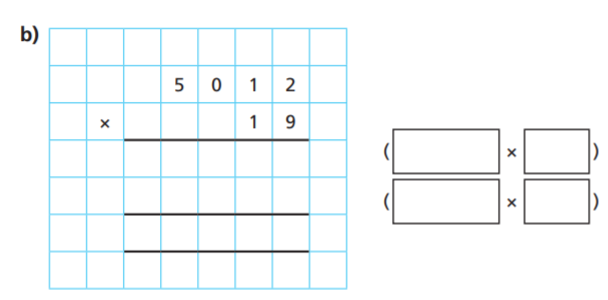 b)
5 0 1 2
× 1 9
( × )
( × )